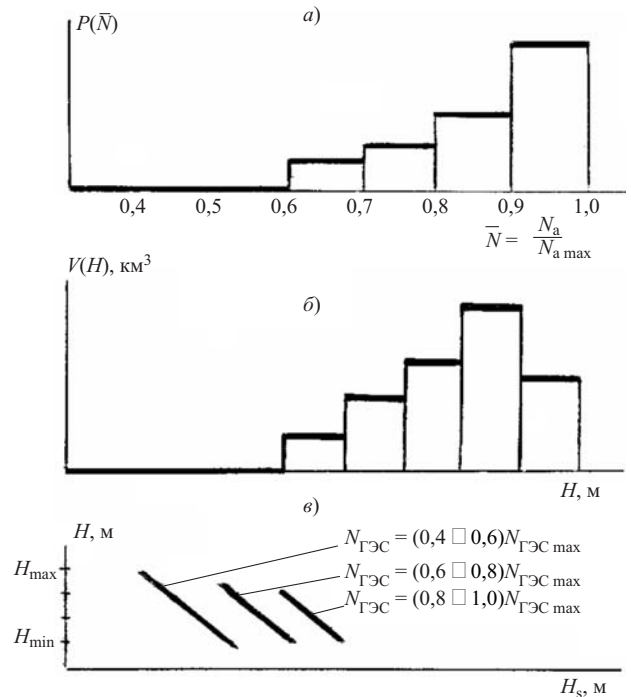 а)
P(N̅)
0,4 0,5 0,6 0,7 0,8 0,9 1,0
N̅ = Nа / Nа max
V(H), км³
б)
H, м
в)
H, м
NГЭС = (0,4 □ 0,6)NГЭС max
Hmax
NГЭС = (0,6 □ 0,8)NГЭС max
NГЭС = (0,8 □ 1,0)NГЭС max
Hmin
Hs, м